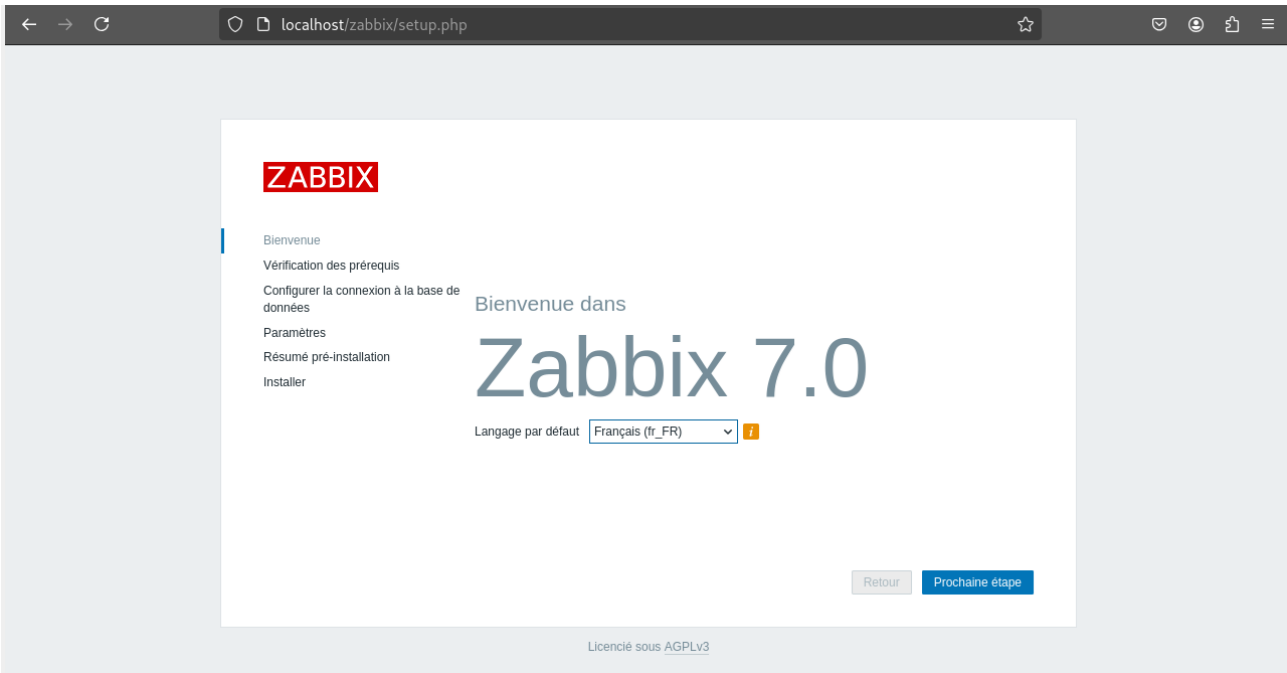 localhost/zabbix/setup.php
ZABBIX
Bienvenue
Vérification des prérequis
Configurer la connexion à la base de
données
Paramètres
Résumé pré-installation
Installer
Bienvenue dans
Zabbix 7.0
Langage par défaut Français (fr_FR) i
Retour Prochaine étape
Licencié sous AGPLv3